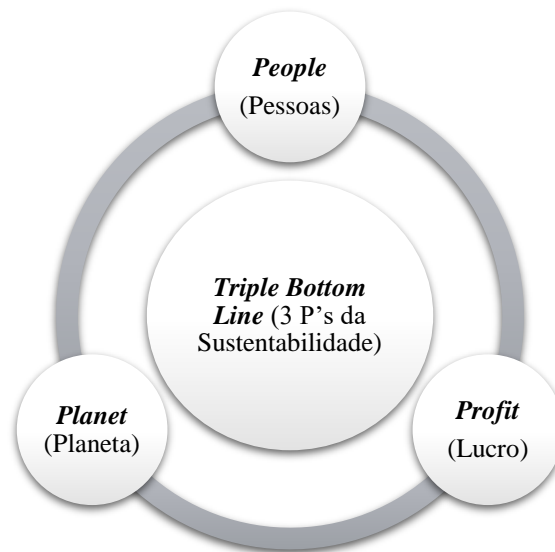 People
(Pessoas)
Triple Bottom
Line (3 P's da
Sustentabilidade)
Planet
(Planeta)
Profit
(Lucro)